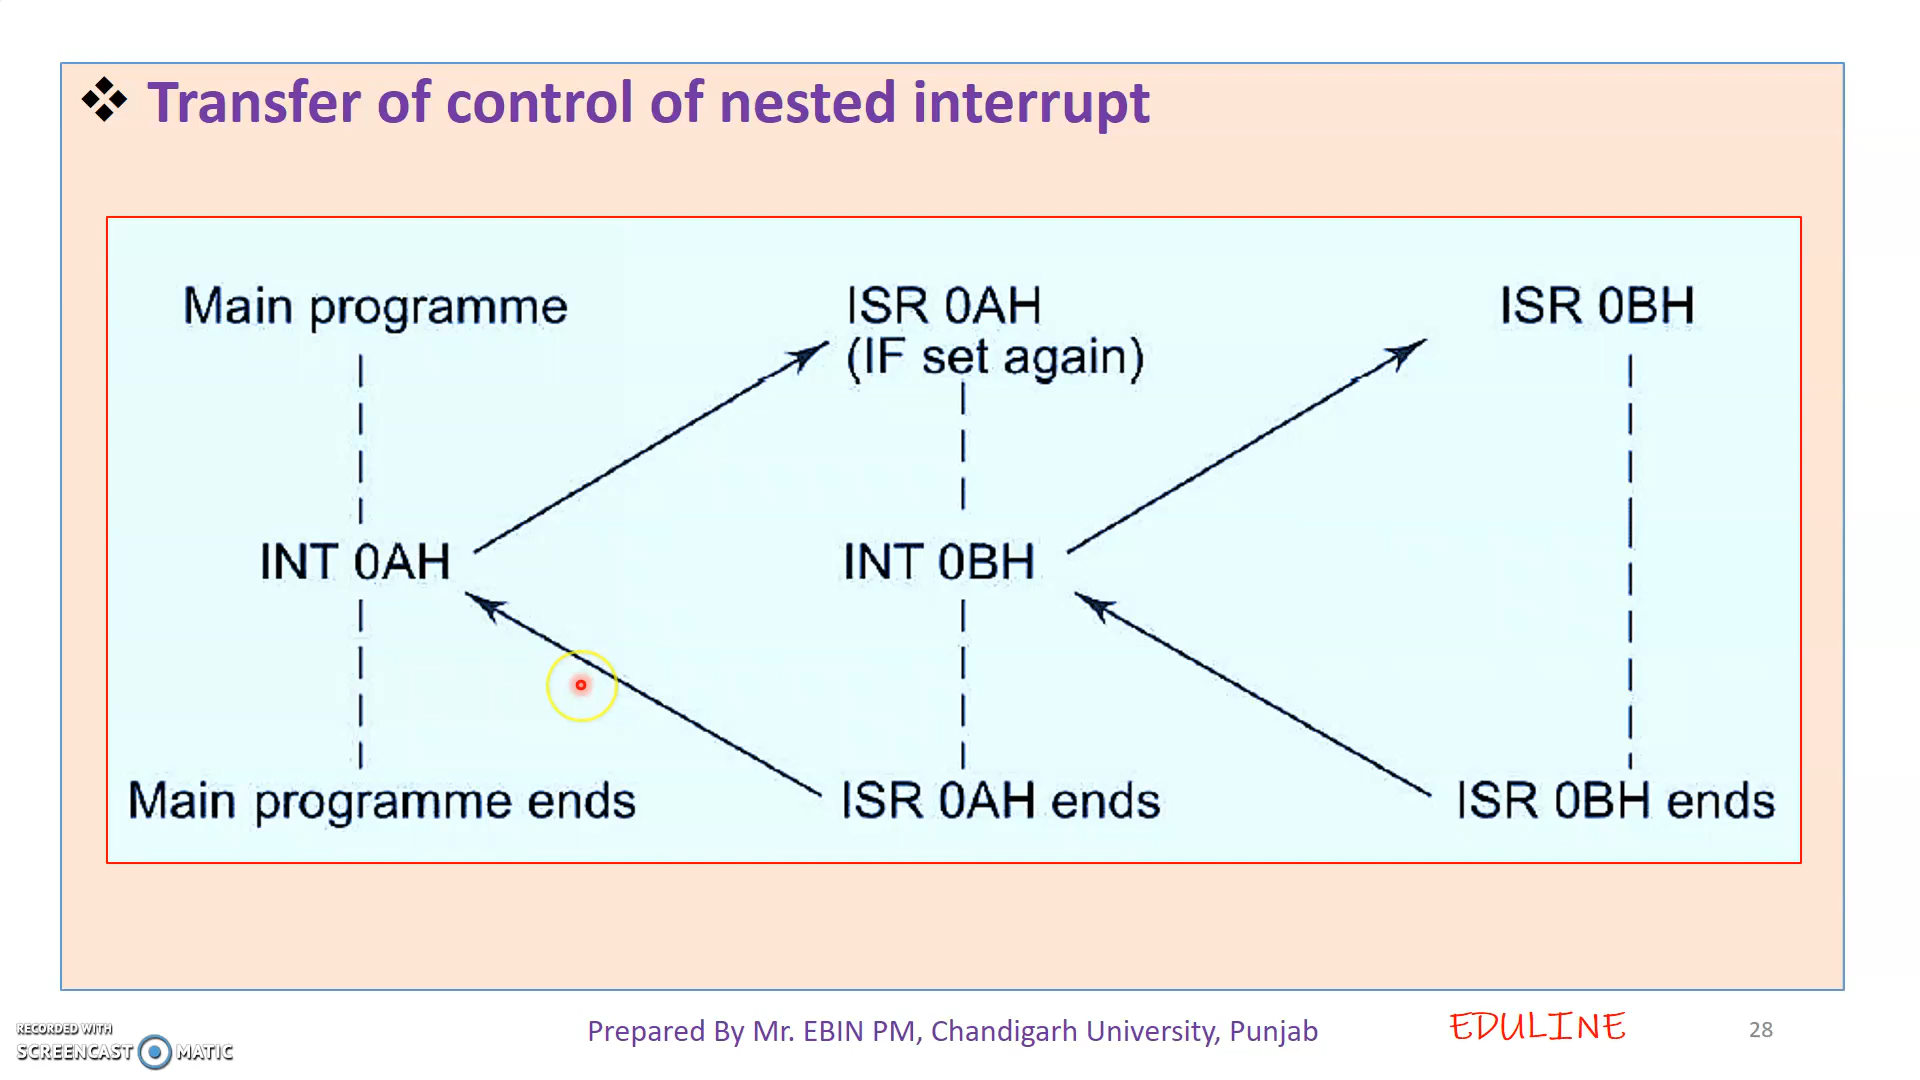 Transfer of control of nested interrupt
Main programme
ISR 0AH
(IF set again)
ISR 0BH
INT 0AH
INT 0BH
Main programme ends
ISR 0AH ends
ISR 0BH ends
RECORDED WITH
SCREENCAST MATIC
Prepared By Mr. EBIN PM, Chandigarh University, Punjab
EDULINE
28